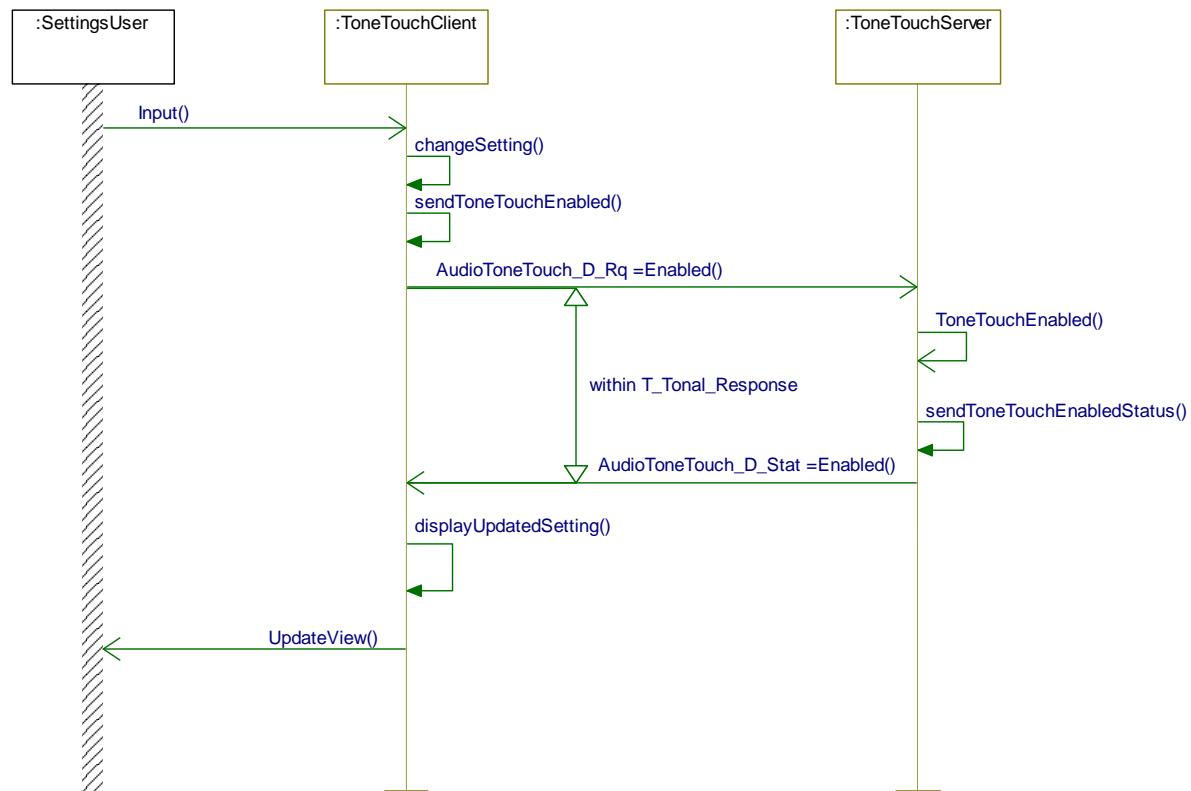 :SettingsUser
:ToneTouchClient
:ToneTouchServer
Input()
changeSetting()
sendToneTouchEnabled()
AudioToneTouch_D_Rq =Enabled()
ToneTouchEnabled()
within T_Tonal_Response
sendToneTouchEnabledStatus()
AudioToneTouch_D_Stat =Enabled()
displayUpdatedSetting()
UpdateView()